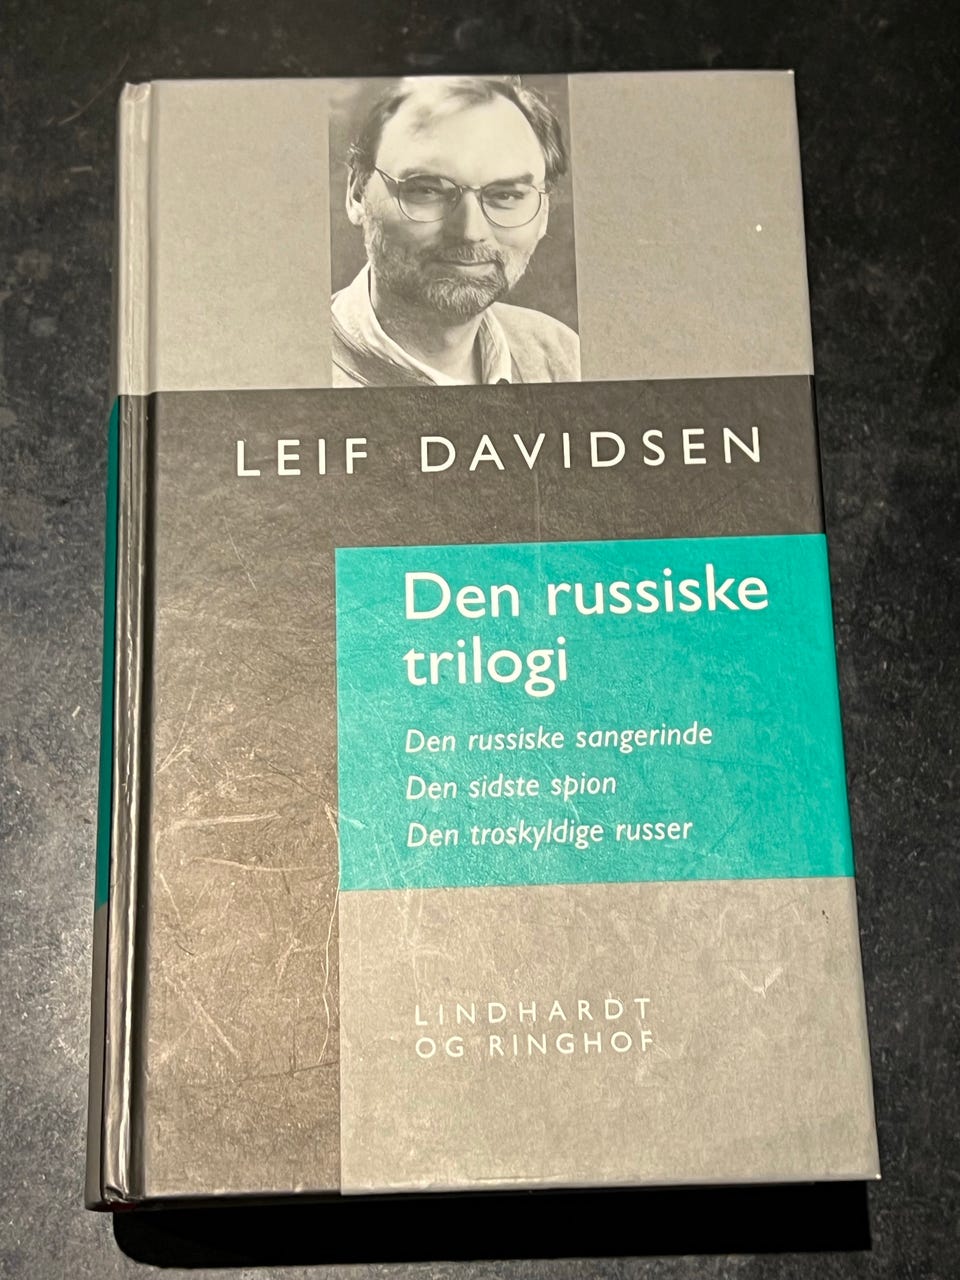 LEIF DAVIDSEN
Den russiske
trilogi
Den russiske sangerinde
Den sidste spion
Den troskyldige russer
LINDHARDT
OG RINGHOF